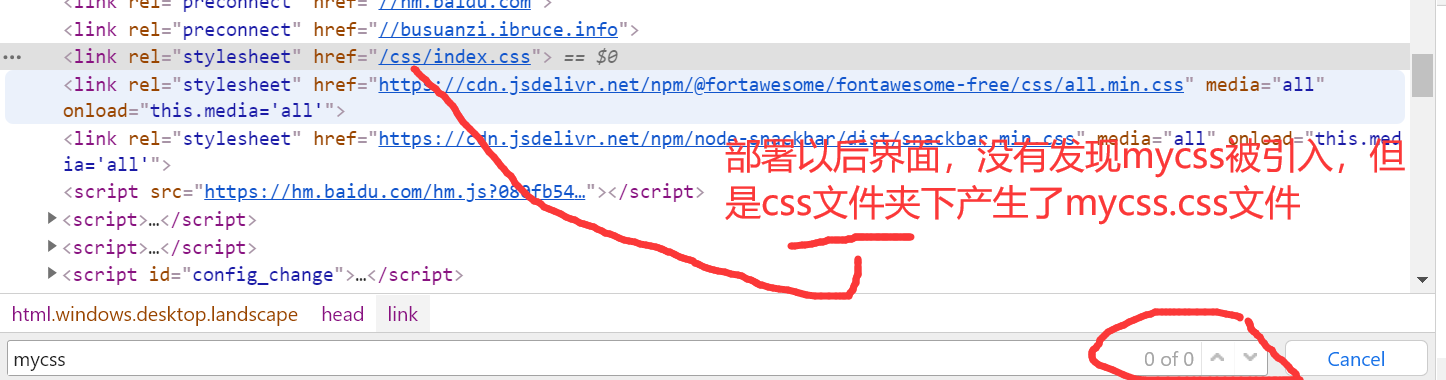 <link rel="preconnect" href="//hm.baidu.com">
<link rel="preconnect" href="//busuanzi.ibruce.info">
<link rel="stylesheet" href="/css/index.css"> == $0
<link rel="stylesheet" href="https://cdn.jsdelivr.net/npm/@fortawesome/fontawesome-free/css/all.min.css" media="all"
onload="this.media='all'">
<link rel="stylesheet" href="https://cdn.jsdelivr.net/npm/node-snackbar/dist/snackbar.min.css" media="all" onload="this.med
ia='all'">
部署以后界面，没有发现mycss被引入，但
是css文件夹下产生了mycss.css文件
<script src="https://hm.baidu.com/hm.js?089fb54…"></script>
<script>…</script>
<script>…</script>
<script id="config_change">…</script>
html.windows.desktop.landscape head link
mycss 0 of 0 Cancel